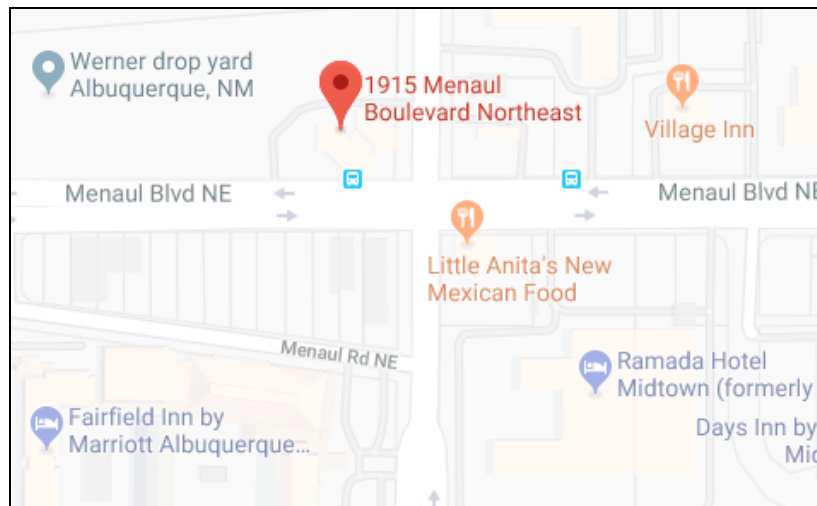 Werner drop yard
Albuquerque, NM
1915 Menaul
Boulevard Northeast
Village Inn
Menaul Blvd NE
Menaul Blvd NE
Little Anita's New
Mexican Food
Menaul Rd NE
Ramada Hotel
Midtown (formerly
Fairfield Inn by
Marriott Albuquerque...
Days Inn by
Mid